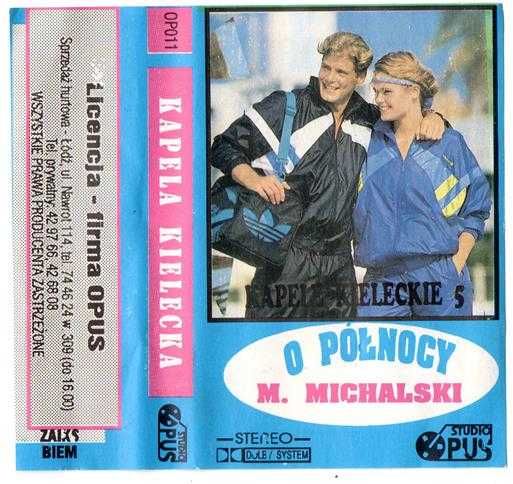 Licencja - firma OPUS
Sprzedaż hurtowa - Łódź, ul. Nawrot 114, tel. 74 46 24 w. 309 (do 16.00)
Tel. prywatny: 42 97 66, 42 68 08
WSZYSTKIE PRAWA PRODUCENTA ZASTRZEŻONE
ZAIKS
BIEM
OP011
KAPELA KIELECKA
STUDIO
OPUS
adidas
KAPELE KIELECKIE 5
O PÓŁNOCY
M. MICHALSKI
STEREO
DOLBY SYSTEM
STUDIO
OPUS